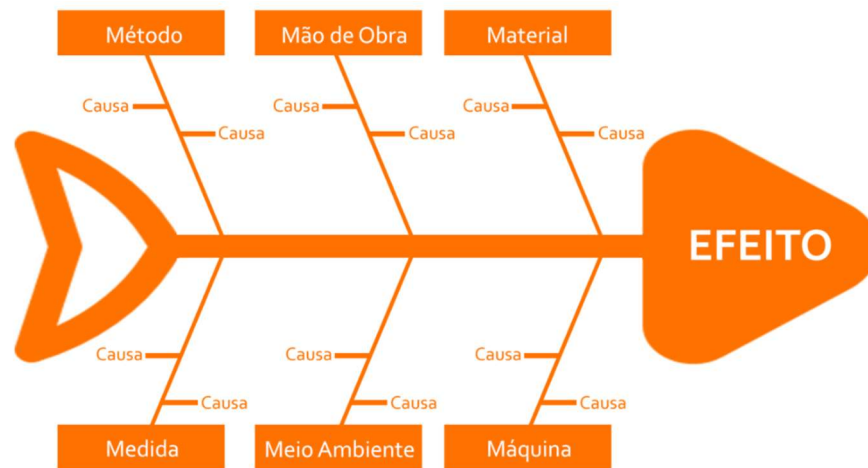 Método
Mão de Obra
Material
Causa
Causa
Causa
Causa
Causa
Causa
EFEITO
Causa
Causa
Causa
Causa
Causa
Causa
Medida
Meio Ambiente
Máquina